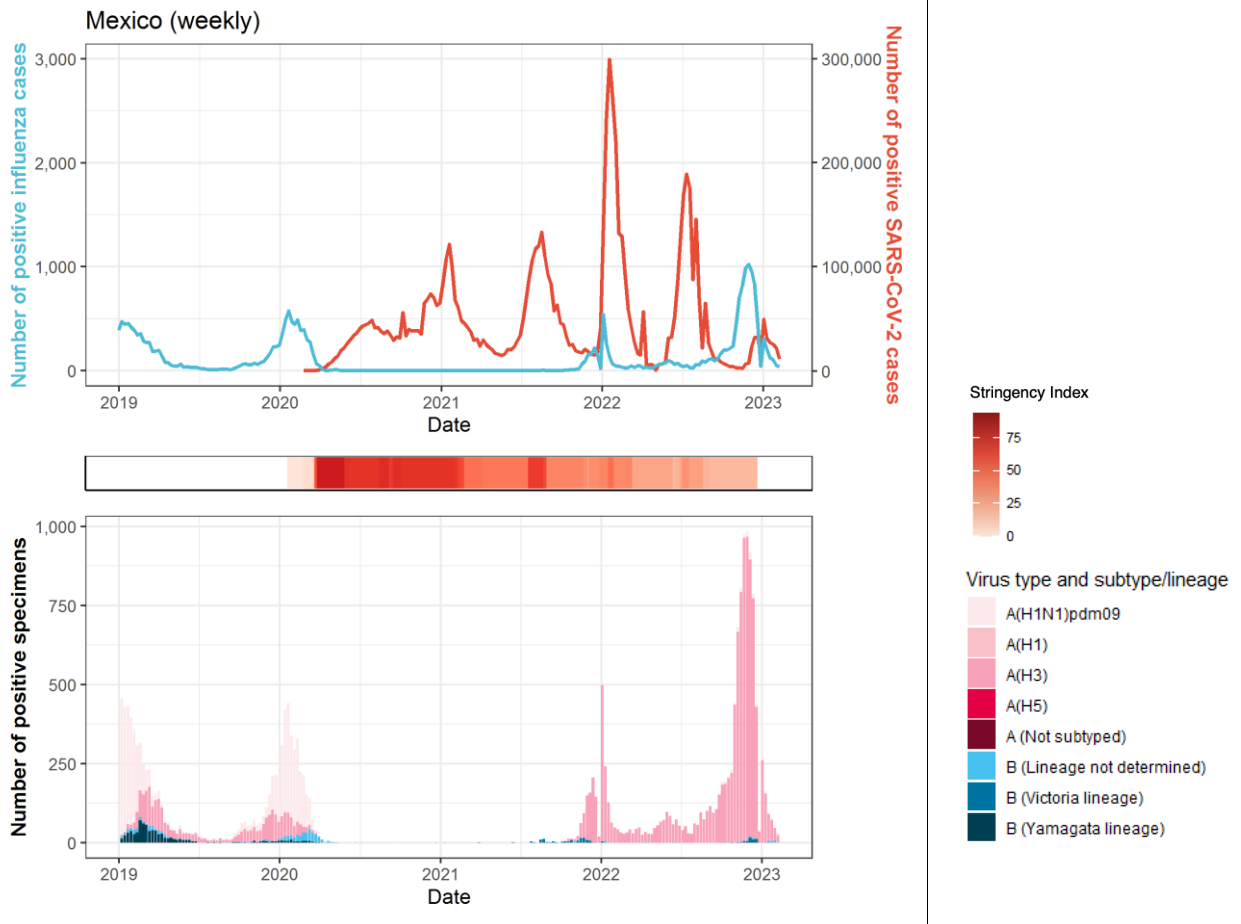 Mexico (weekly)
Number of positive influenza cases
3,000
2,000
1,000
0
300,000
200,000
100,000
0
Number of positive SARS-CoV-2 cases
2019 2020 2021 2022 2023
Date
Number of positive specimens
1,000
750
500
250
0
2019 2020 2021 2022 2023
Date
Stringency Index
75
50
25
0
Virus type and subtype/lineage
A(H1N1)pdm09
A(H1)
A(H3)
A(H5)
A (Not subtyped)
B (Lineage not determined)
B (Victoria lineage)
B (Yamagata lineage)